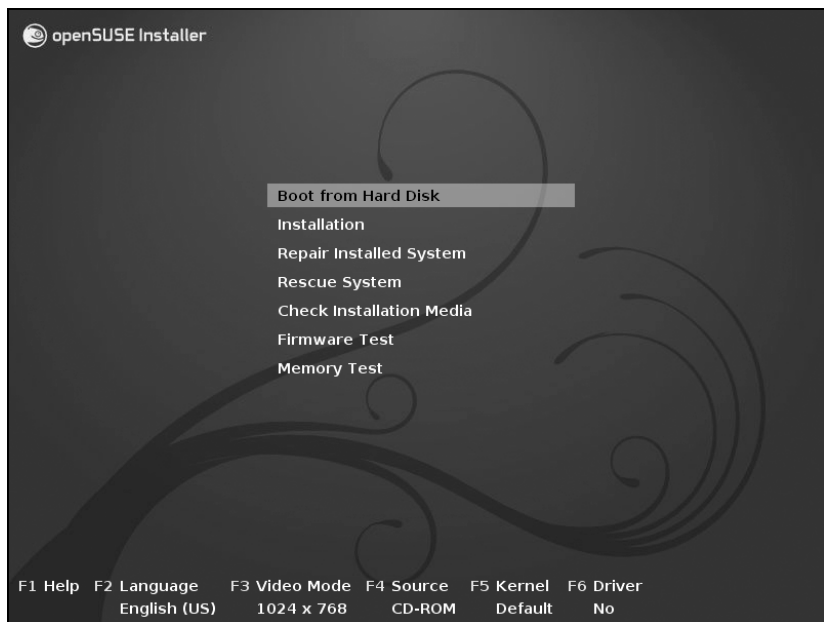 openSUSE Installer
Boot from Hard Disk
Installation
Repair Installed System
Rescue System
Check Installation Media
Firmware Test
Memory Test
F1 Help F2 Language F3 Video Mode F4 Source F5 Kernel F6 Driver
English (US) 1024 x 768 CD-ROM Default No